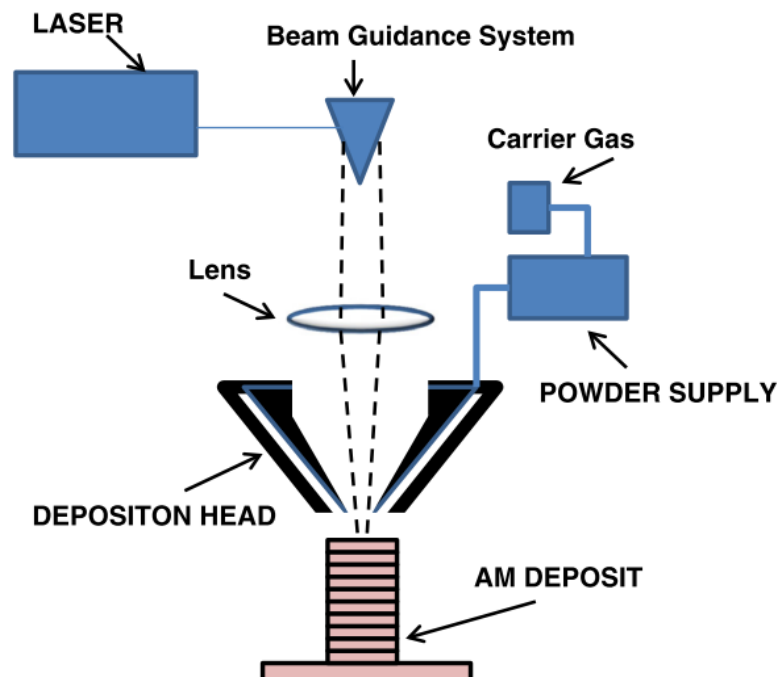 LASER
Beam Guidance System
Carrier Gas
Lens
POWDER SUPPLY
DEPOSITON HEAD
AM DEPOSIT